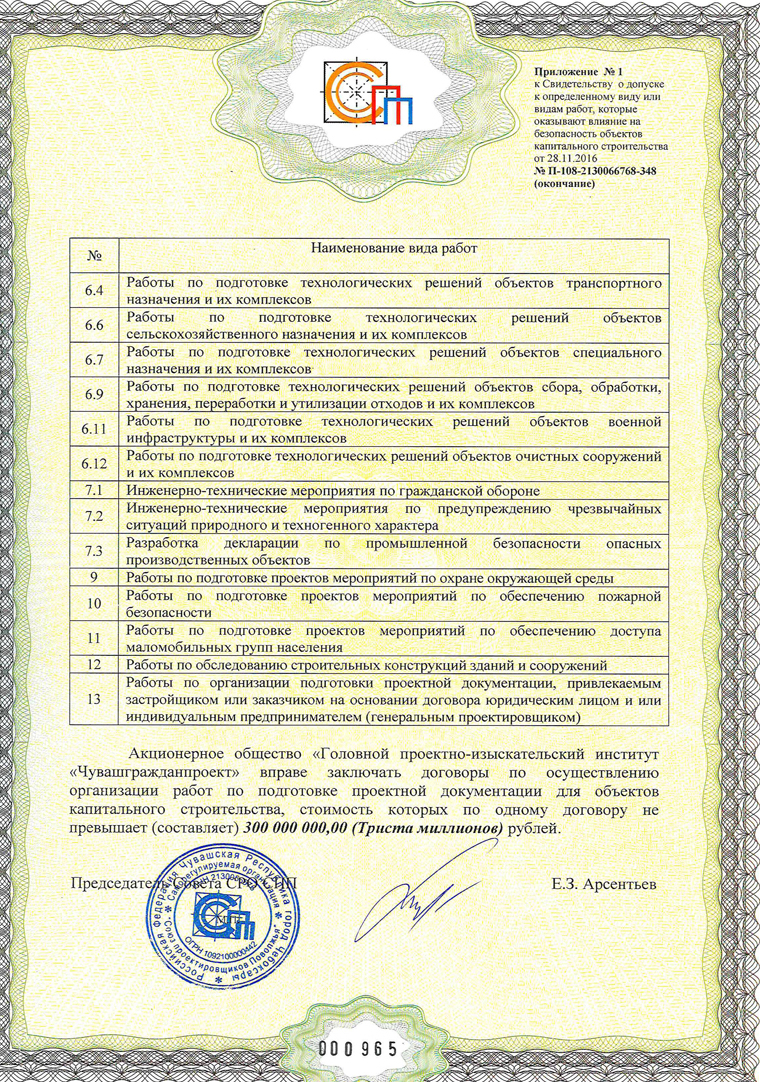 Приложение № 1
к Свидетельству о допуске
к определенному виду или
видам работ, которые
оказывают влияние на
безопасность объектов
капитального строительства
от 28.11.2016
№ П-108-2130066768-348
(окончание)
№ Наименование вида работ
6.4 Работы по подготовке технологических решений объектов транспортного
назначения и их комплексов
6.6 Работы по подготовке технологических решений объектов
сельскохозяйственного назначения и их комплексов
6.7 Работы по подготовке технологических решений объектов специального
назначения и их комплексов
6.9 Работы по подготовке технологических решений объектов сбора, обработки,
хранения, переработки и утилизации отходов и их комплексов
6.11 Работы по подготовке технологических решений объектов военной
инфраструктуры и их комплексов
6.12 Работы по подготовке технологических решений объектов очистных сооружений
и их комплексов
7.1 Инженерно-технические мероприятия по гражданской обороне
7.2 Инженерно-технические мероприятия по предупреждению чрезвычайных
ситуаций природного и техногенного характера
7.3 Разработка декларации по промышленной безопасности опасных
производственных объектов
9 Работы по подготовке проектов мероприятий по охране окружающей среды
10 Работы по подготовке проектов мероприятий по обеспечению пожарной
безопасности
11 Работы по подготовке проектов мероприятий по обеспечению доступа
маломобильных групп населения
12 Работы по обследованию строительных конструкций зданий и сооружений
13 Работы по организации подготовки проектной документации, привлекаемым
застройщиком или заказчиком на основании договора юридическим лицом и или
индивидуальным предпринимателем (генеральным проектировщиком)
Акционерное общество «Головной проектно-изыскательский институт
«Чувашгражданпроект» вправе заключать договоры по осуществлению
организации работ по подготовке проектной документации для объектов
капитального строительства, стоимость которых по одному договору не
превышает (составляет) 300 000 000,00 (Триста миллионов) рублей.
Председатель Совета СРО СПП Е.З. Арсентьев
Российская Федерация Чувашская Республика город Чебоксары
Саморегулируемая организация
"Союз проектировщиков Поволжья"
ОГРН 1092100000442
000965